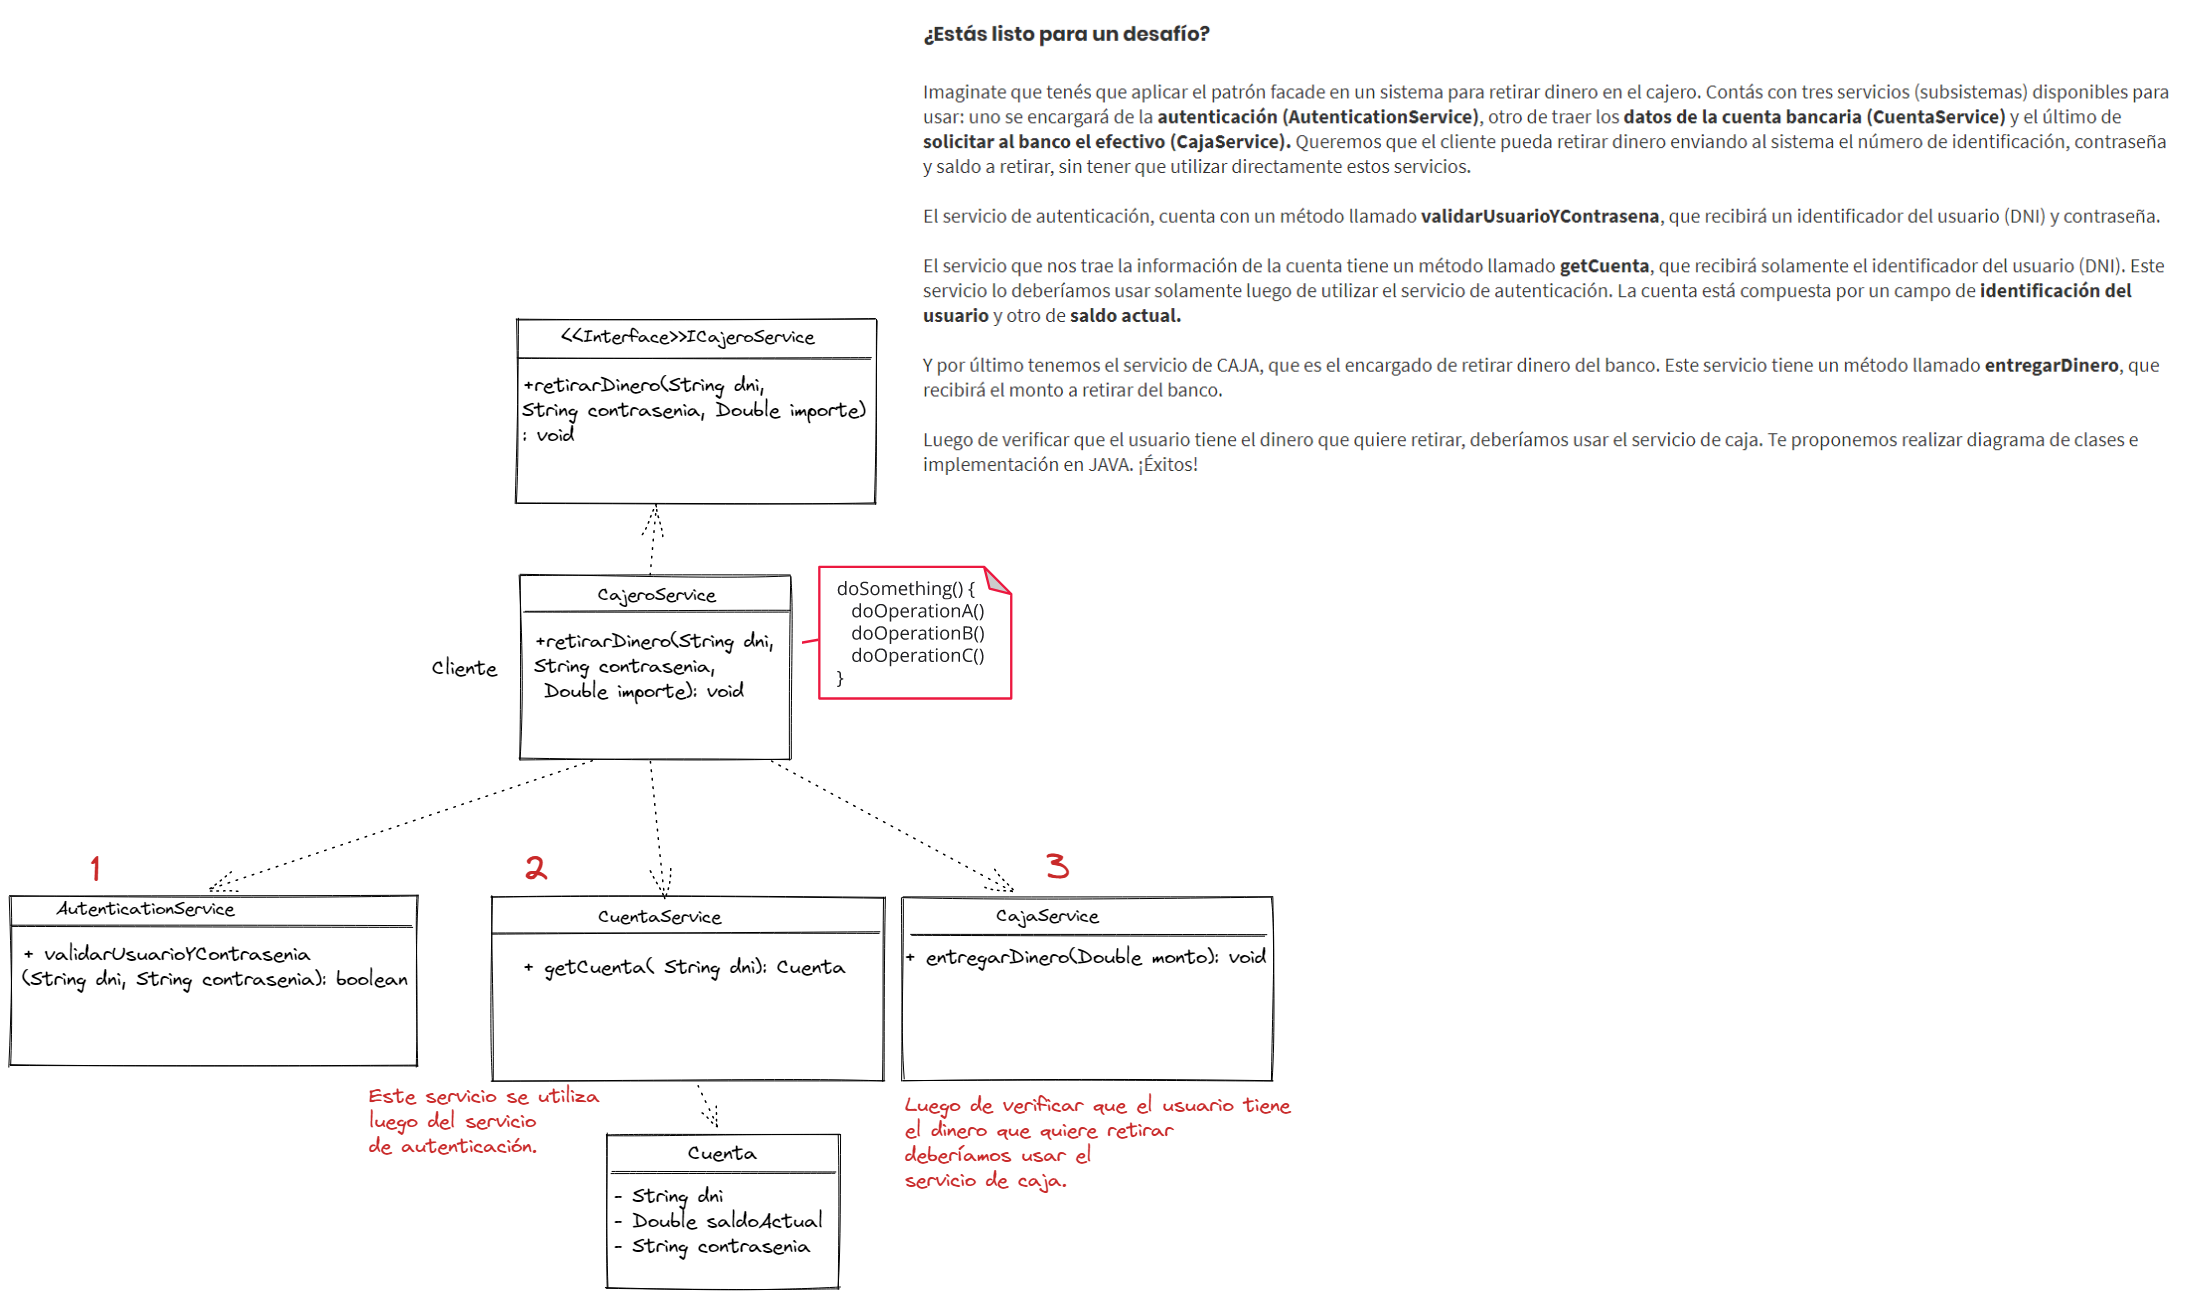 ¿Estás listo para un desafío?
Imaginate que tenés que aplicar el patrón facade en un sistema para retirar dinero en el cajero. Contás con tres servicios (subsistemas) disponibles para
usar: uno se encargará de la autenticación (AutenticationService), otro de traer los datos de la cuenta bancaria (CuentaService) y el último de
solicitar al banco el efectivo (CajaService). Queremos que el cliente pueda retirar dinero enviando al sistema el número de identificación, contraseña
y saldo a retirar, sin tener que utilizar directamente estos servicios.
El servicio de autenticación, cuenta con un método llamado validarUsuarioYContrasena, que recibirá un identificador del usuario (DNI) y contraseña.
El servicio que nos trae la información de la cuenta tiene un método llamado getCuenta, que recibirá solamente el identificador del usuario (DNI). Este
servicio lo deberíamos usar solamente luego de utilizar el servicio de autenticación. La cuenta está compuesta por un campo de identificación del
usuario y otro de saldo actual.
Y por último tenemos el servicio de CAJA, que es el encargado de retirar dinero del banco. Este servicio tiene un método llamado entregarDinero, que
recibirá el monto a retirar del banco.
Luego de verificar que el usuario tiene el dinero que quiere retirar, deberíamos usar el servicio de caja. Te proponemos realizar diagrama de clases e
implementación en JAVA. ¡Éxitos!
<<Interface>>ICajeroService
+retirarDinero(String dni,
String contrasenia, Double importe)
: void
CajeroService
+retirarDinero(String dni,
String contrasenia,
Double importe): void
Cliente
doSomething() {
doOperationA()
doOperationB()
doOperationC()
}
1
2
3
AutenticationService
+ validarUsuarioYContrasenia
(String dni, String contrasenia): boolean
CuentaService
+ getCuenta( String dni): Cuenta
CajaService
+ entregarDinero(Double monto): void
Este servicio se utiliza
luego del servicio
de autenticación.
Luego de verificar que el usuario tiene
el dinero que quiere retirar
deberíamos usar el
servicio de caja.
Cuenta
- String dni
- Double saldoActual
- String contrasenia